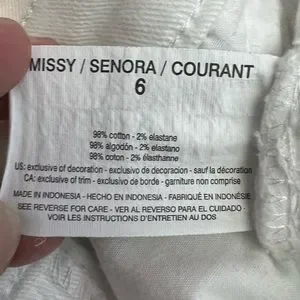 MISSY / SENORA / COURANT
6
98% cotton - 2% elastane
98% algodón - 2% elastano
98% coton - 2% élasthanne
US: exclusive of decoration - exclusivo de decoracion - sauf la décoration
CA: exclusive of trim - exclusivo de borde - garniture non comprise
MADE IN INDONESIA - HECHO EN INDONESIA - FABRIQUÉ EN INDONÉSIE
SEE REVERSE FOR CARE - VER AL REVERSO PARA EL CUIDADO -
VOIR LES INSTRUCTIONS D'ENTRETIEN AU DOS